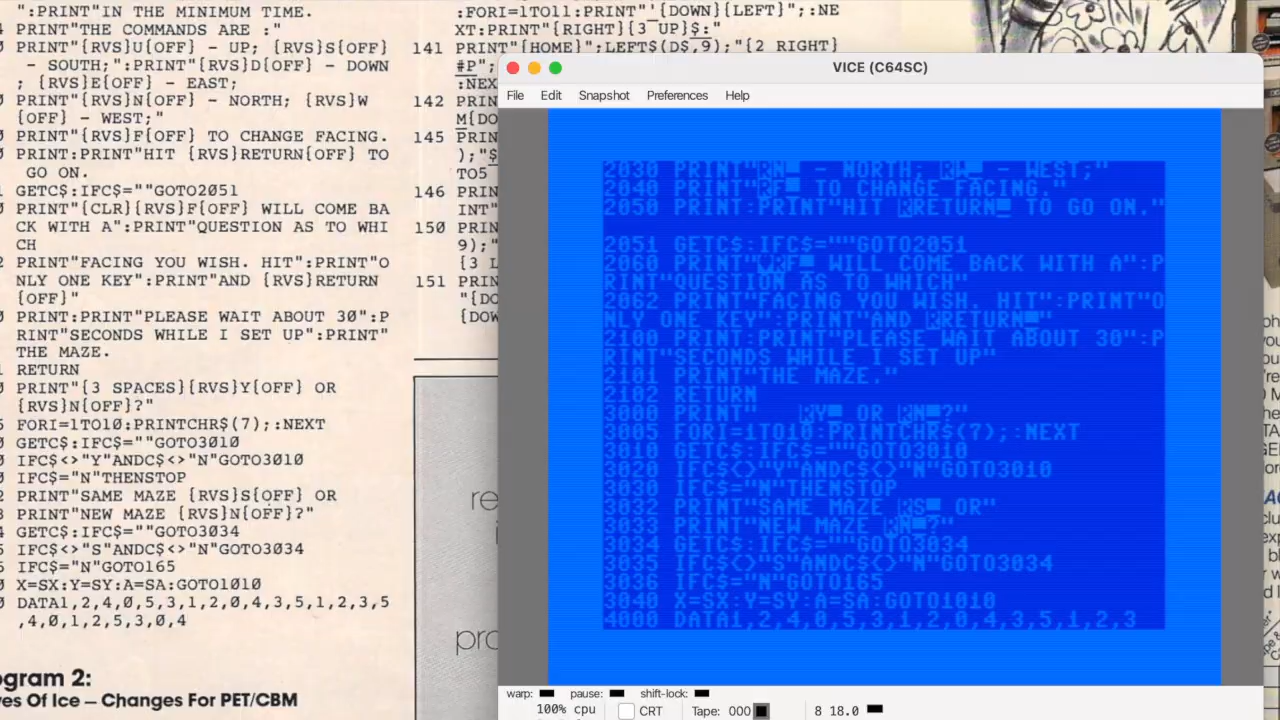 ":PRINT"IN THE MINIMUM TIME.
PRINT"THE COMMANDS ARE :"
PRINT"{RVS}U{OFF} - UP; {RVS}S{OFF}
- SOUTH;":PRINT"{RVS}D{OFF} - DOWN
; {RVS}E{OFF} - EAST;
PRINT"{RVS}N{OFF} - NORTH; {RVS}W
{OFF} - WEST;"
PRINT"{RVS}F{OFF} TO CHANGE FACING.
PRINT:PRINT"HIT {RVS}RETURN{OFF} TO
GO ON.
GETC$:IFC$=""GOTO2051
PRINT"{CLR}{RVS}F{OFF} WILL COME BA
CK WITH A":PRINT"QUESTION AS TO WHI
CH
PRINT"FACING YOU WISH. HIT":PRINT"O
NLY ONE KEY":PRINT"AND {RVS}RETURN
{OFF}"
PRINT:PRINT"PLEASE WAIT ABOUT 30":P
RINT"SECONDS WHILE I SET UP":PRINT"
THE MAZE.
RETURN
PRINT"{3 SPACES}{RVS}Y{OFF} OR
{RVS}N{OFF}?"
FORI=1TO10:PRINTCHR$(7);:NEXT
GETC$:IFC$=""GOTO3010
IFC$<>"Y"ANDC$<>"N"GOTO3010
IFC$="N"THENSTOP
PRINT"SAME MAZE {RVS}S{OFF} OR
PRINT"NEW MAZE {RVS}N{OFF}?"
GETC$:IFC$=""GOTO3034
IFC$<>"S"ANDC$<>"N"GOTO3034
IFC$="N"GOTO165
X=SX:Y=SY:A=SA:GOTO1010
DATA1,2,4,0,5,3,1,2,0,4,3,5,1,2,3,5
,4,0,1,2,5,3,0,4
gram 2:
es Of Ice — Changes For PET/CBM
:FORI=1TO11:PRINT"'{DOWN}{LEFT}";:NE
XT:PRINT"{RIGHT}{3 UP}$:
141 PRINT"{HOME}";LEFT$(D$,9);"{2 RIGHT}
#P";
:NEX
142 PRIN
M{DO
145 PRIN
);"$
TO5
146 PRIN
INT"
150 PRIN
9);"
{3 L
151 PRIN
"{DO
{DOW
re
pro
VICE (C64SC)
File Edit Snapshot Preferences Help
2030 PRINT"RN - NORTH; RW - WEST;"
2040 PRINT"RF TO CHANGE FACING."
2050 PRINT:PRINT"HIT RRETURN TO GO ON."
2051 GETC$:IFC$=""GOTO2051
2060 PRINT"♥RF WILL COME BACK WITH A":P
RINT"QUESTION AS TO WHICH"
2062 PRINT"FACING YOU WISH. HIT":PRINT"O
NLY ONE KEY":PRINT"AND RRETURN"
2100 PRINT:PRINT"PLEASE WAIT ABOUT 30":P
RINT"SECONDS WHILE I SET UP"
2101 PRINT"THE MAZE."
2102 RETURN
3000 PRINT"   RY OR RN?"
3005 FORI=1TO10:PRINTCHR$(7);:NEXT
3010 GETC$:IFC$=""GOTO3010
3020 IFC$<>"Y"ANDC$<>"N"GOTO3010
3030 IFC$="N"THENSTOP
3032 PRINT"SAME MAZE RS OR"
3033 PRINT"NEW MAZE RN?"
3034 GETC$:IFC$=""GOTO3034
3035 IFC$<>"S"ANDC$<>"N"GOTO3034
3036 IFC$="N"GOTO165
3040 X=SX:Y=SY:A=SA:GOTO1010
4000 DATA1,2,4,0,5,3,1,2,0,4,3,5,1,2,3
warp: pause: shift-lock:
100% cpu CRT Tape: 000 8 18.0